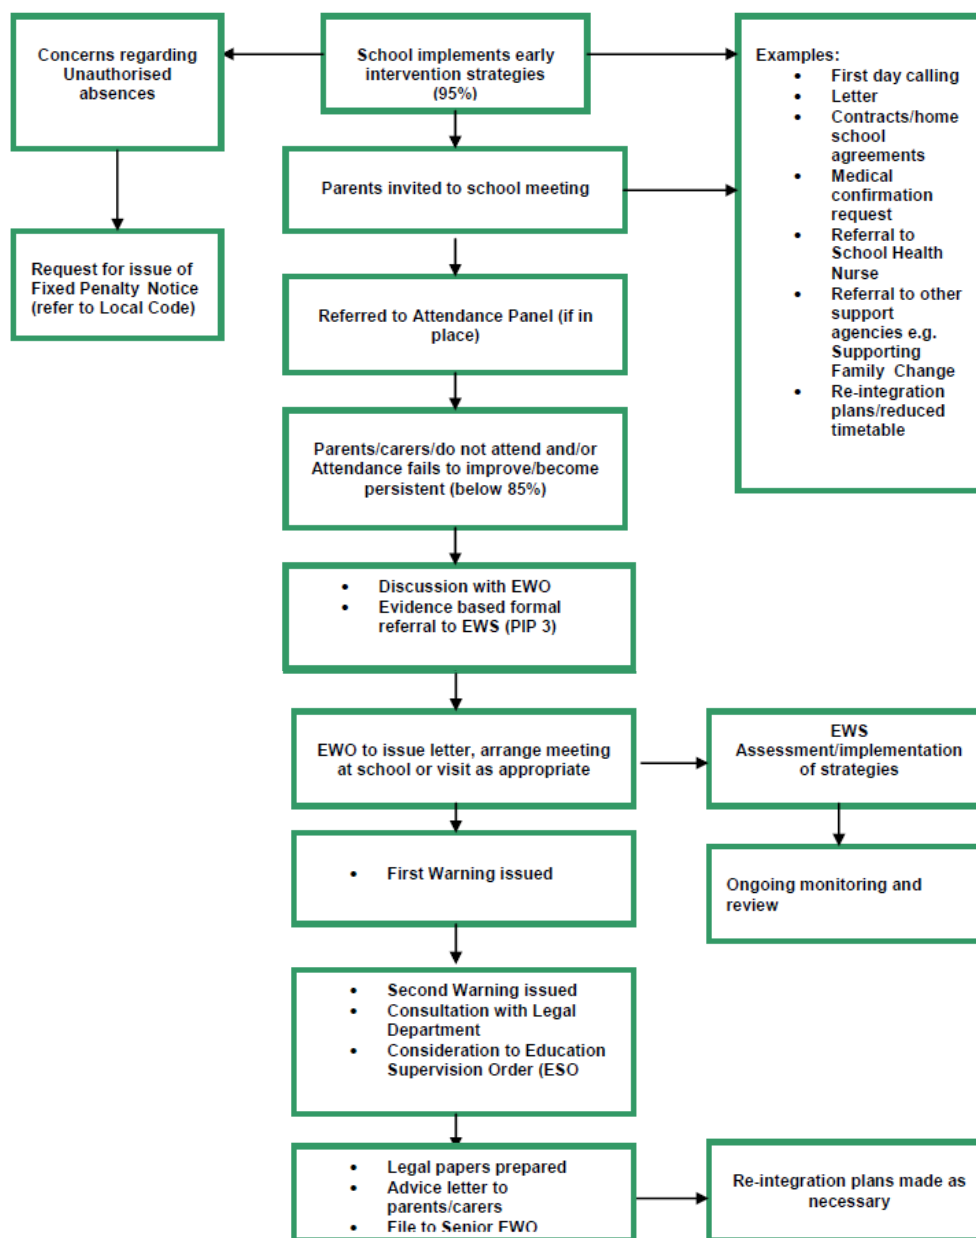 Concerns regarding
Unauthorised
absences
School implements early
intervention strategies
(95%)
Examples:
• First day calling
• Letter
• Contracts/home
school
agreements
• Medical
confirmation
request
• Referral to
School Health
Nurse
• Referral to other
support
agencies e.g.
Supporting
Family Change
• Re-integration
plans/reduced
timetable
Parents invited to school meeting
Request for issue of
Fixed Penalty Notice
(refer to Local Code)
Referred to Attendance Panel (if in
place)
Parents/carers/do not attend and/or
Attendance fails to improve/become
persistent (below 85%)
• Discussion with EWO
• Evidence based formal
referral to EWS (PIP 3)
EWO to issue letter, arrange meeting
at school or visit as appropriate
EWS
Assessment/implementation
of strategies
• First Warning issued
Ongoing monitoring and
review
• Second Warning issued
• Consultation with Legal
Department
• Consideration to Education
Supervision Order (ESO
• Legal papers prepared
• Advice letter to
parents/carers
• File to Senior EWO
Re-integration plans made as
necessary